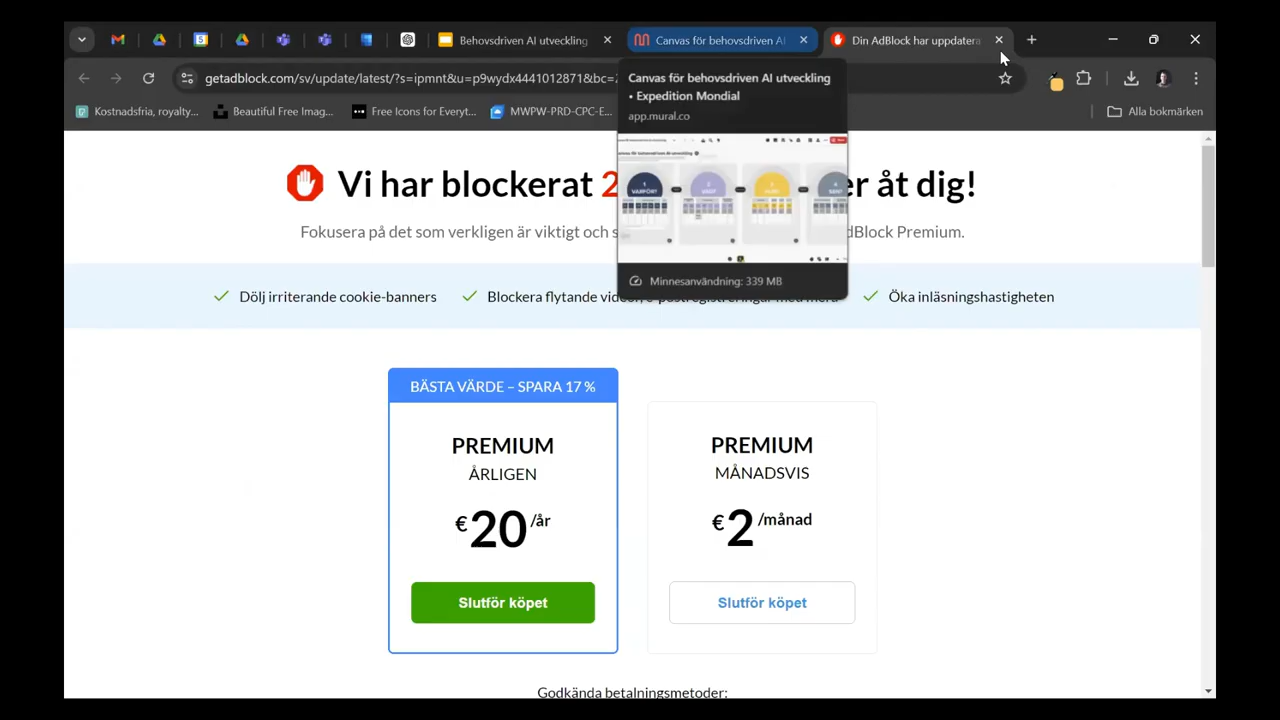 Behovsdriven AI utveckling
Canvas för behovsdriven AI
Din AdBlock har uppdatera
getadblock.com/sv/update/latest/?s=ipmnt&u=p9wydx4441012871&bc=
Kostnadsfria, royalty...
Beautiful Free Imag...
Free Icons for Everyt...
MWPW-PRD-CPC-E...
Alla bokmärken
Canvas för behovsdriven AI utveckling
• Expedition Mondial
app.mural.co
1
VARFÖR?
Minnesanvändning: 339 MB
Vi har blockerat 2
er åt dig!
Fokusera på det som verkligen är viktigt och s
dBlock Premium.
Dölj irriterande cookie-banners
Blockera flytande
Öka inläsningshastigheten
BÄSTA VÄRDE – SPARA 17 %
PREMIUM
ÅRLIGEN
€20/år
Slutför köpet
PREMIUM
MÅNADSVIS
€2/månad
Slutför köpet
Godkända betalningsmetoder: